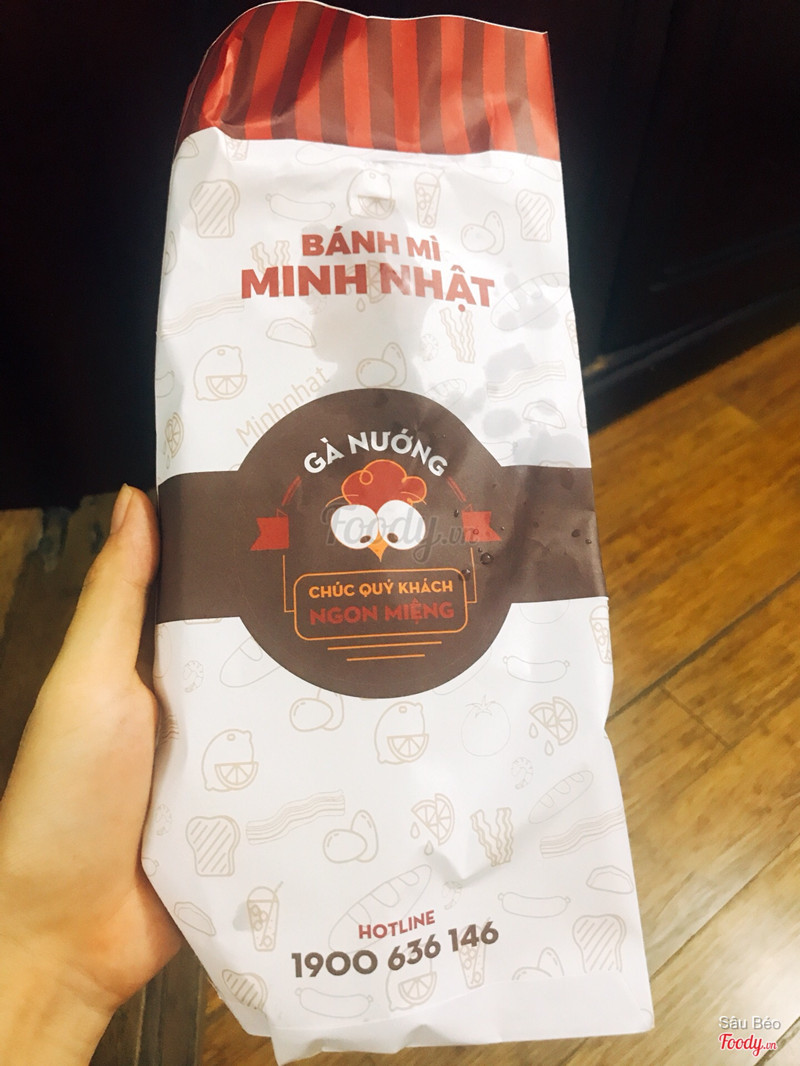 BÁNH MÌ
MINH NHẬT
Minhnhat
GÀ NƯỚNG
Foody.vn
CHÚC QUÝ KHÁCH
NGON MIỆNG
HOTLINE
1900 636 146
Sâu Béo
Foody.vn